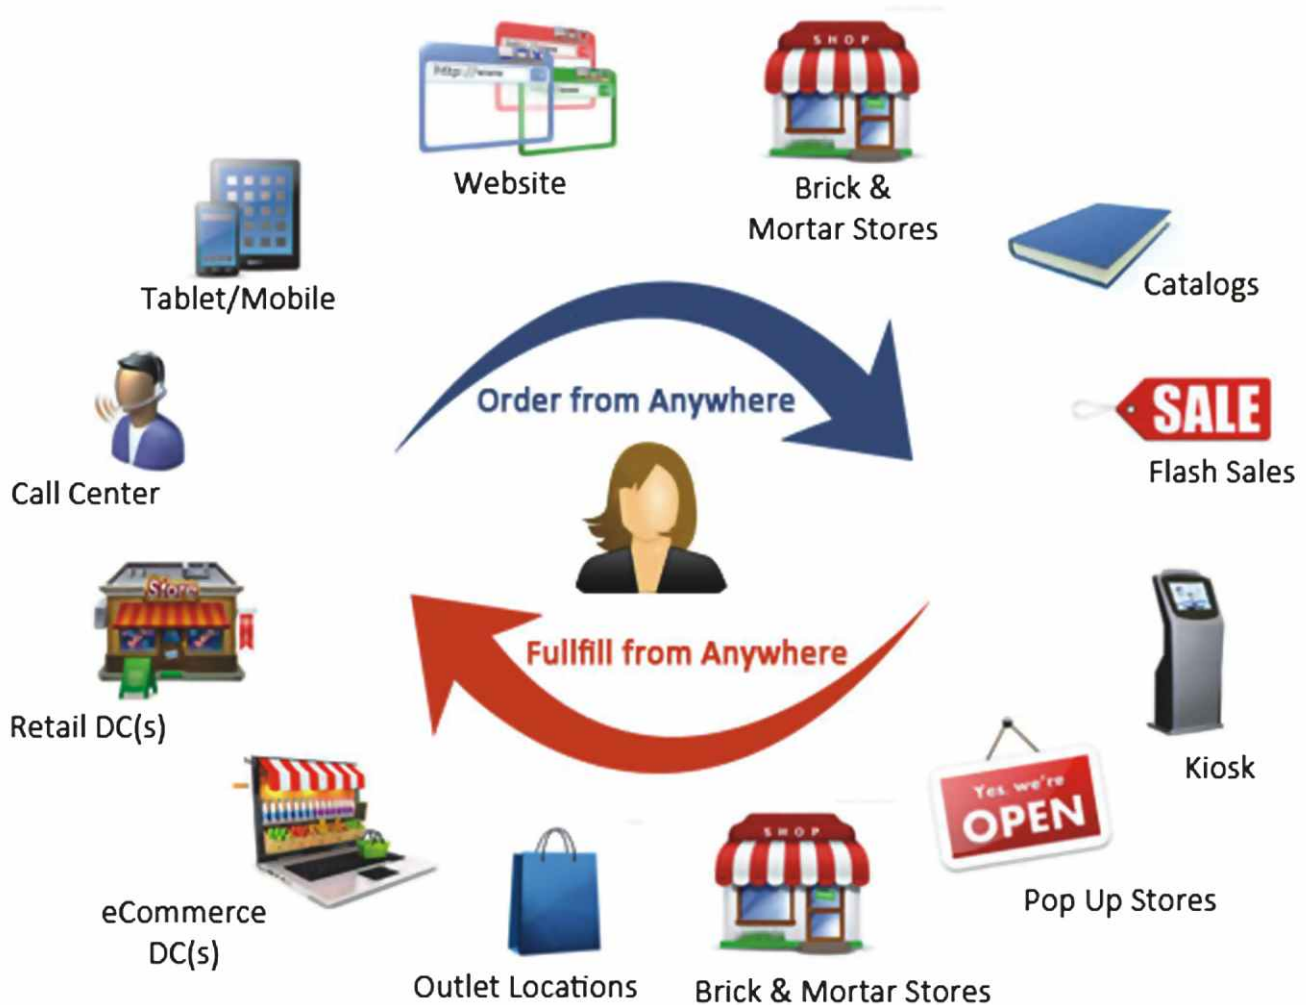 http://www
SHOP
Website
Brick &
Mortar Stores
Tablet/Mobile
Catalogs
Order from Anywhere
SALE
Flash Sales
Call Center
Store
Fullfill from Anywhere
Retail DC(s)
Kiosk
Yes we're
OPEN
SHOP
Pop Up Stores
eCommerce
DC(s)
Outlet Locations
Brick & Mortar Stores